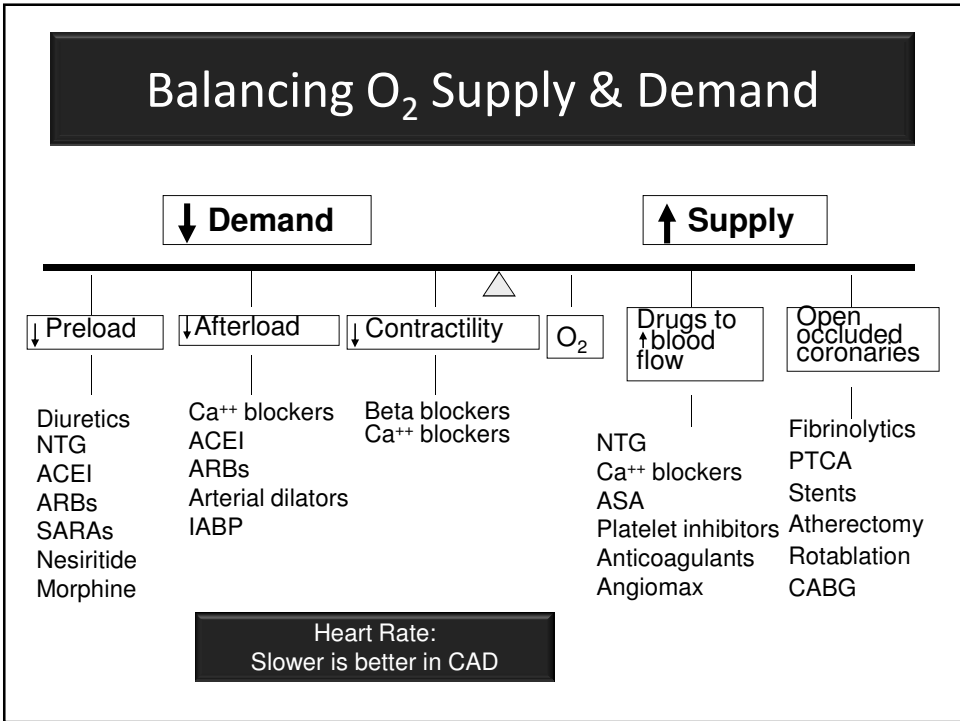 Balancing O₂ Supply & Demand
↓ Demand
↑ Supply
↓ Preload
↓ Afterload
↓ Contractility
O₂
Drugs to
↑ blood
flow
Open
occluded
coronaries
Diuretics
NTG
ACEI
ARBs
SARAs
Nesiritide
Morphine
Ca⁺⁺ blockers
ACEI
ARBs
Arterial dilators
IABP
Beta blockers
Ca⁺⁺ blockers
NTG
Ca⁺⁺ blockers
ASA
Platelet inhibitors
Anticoagulants
Angiomax
Fibrinolytics
PTCA
Stents
Atherectomy
Rotablation
CABG
Heart Rate:
Slower is better in CAD